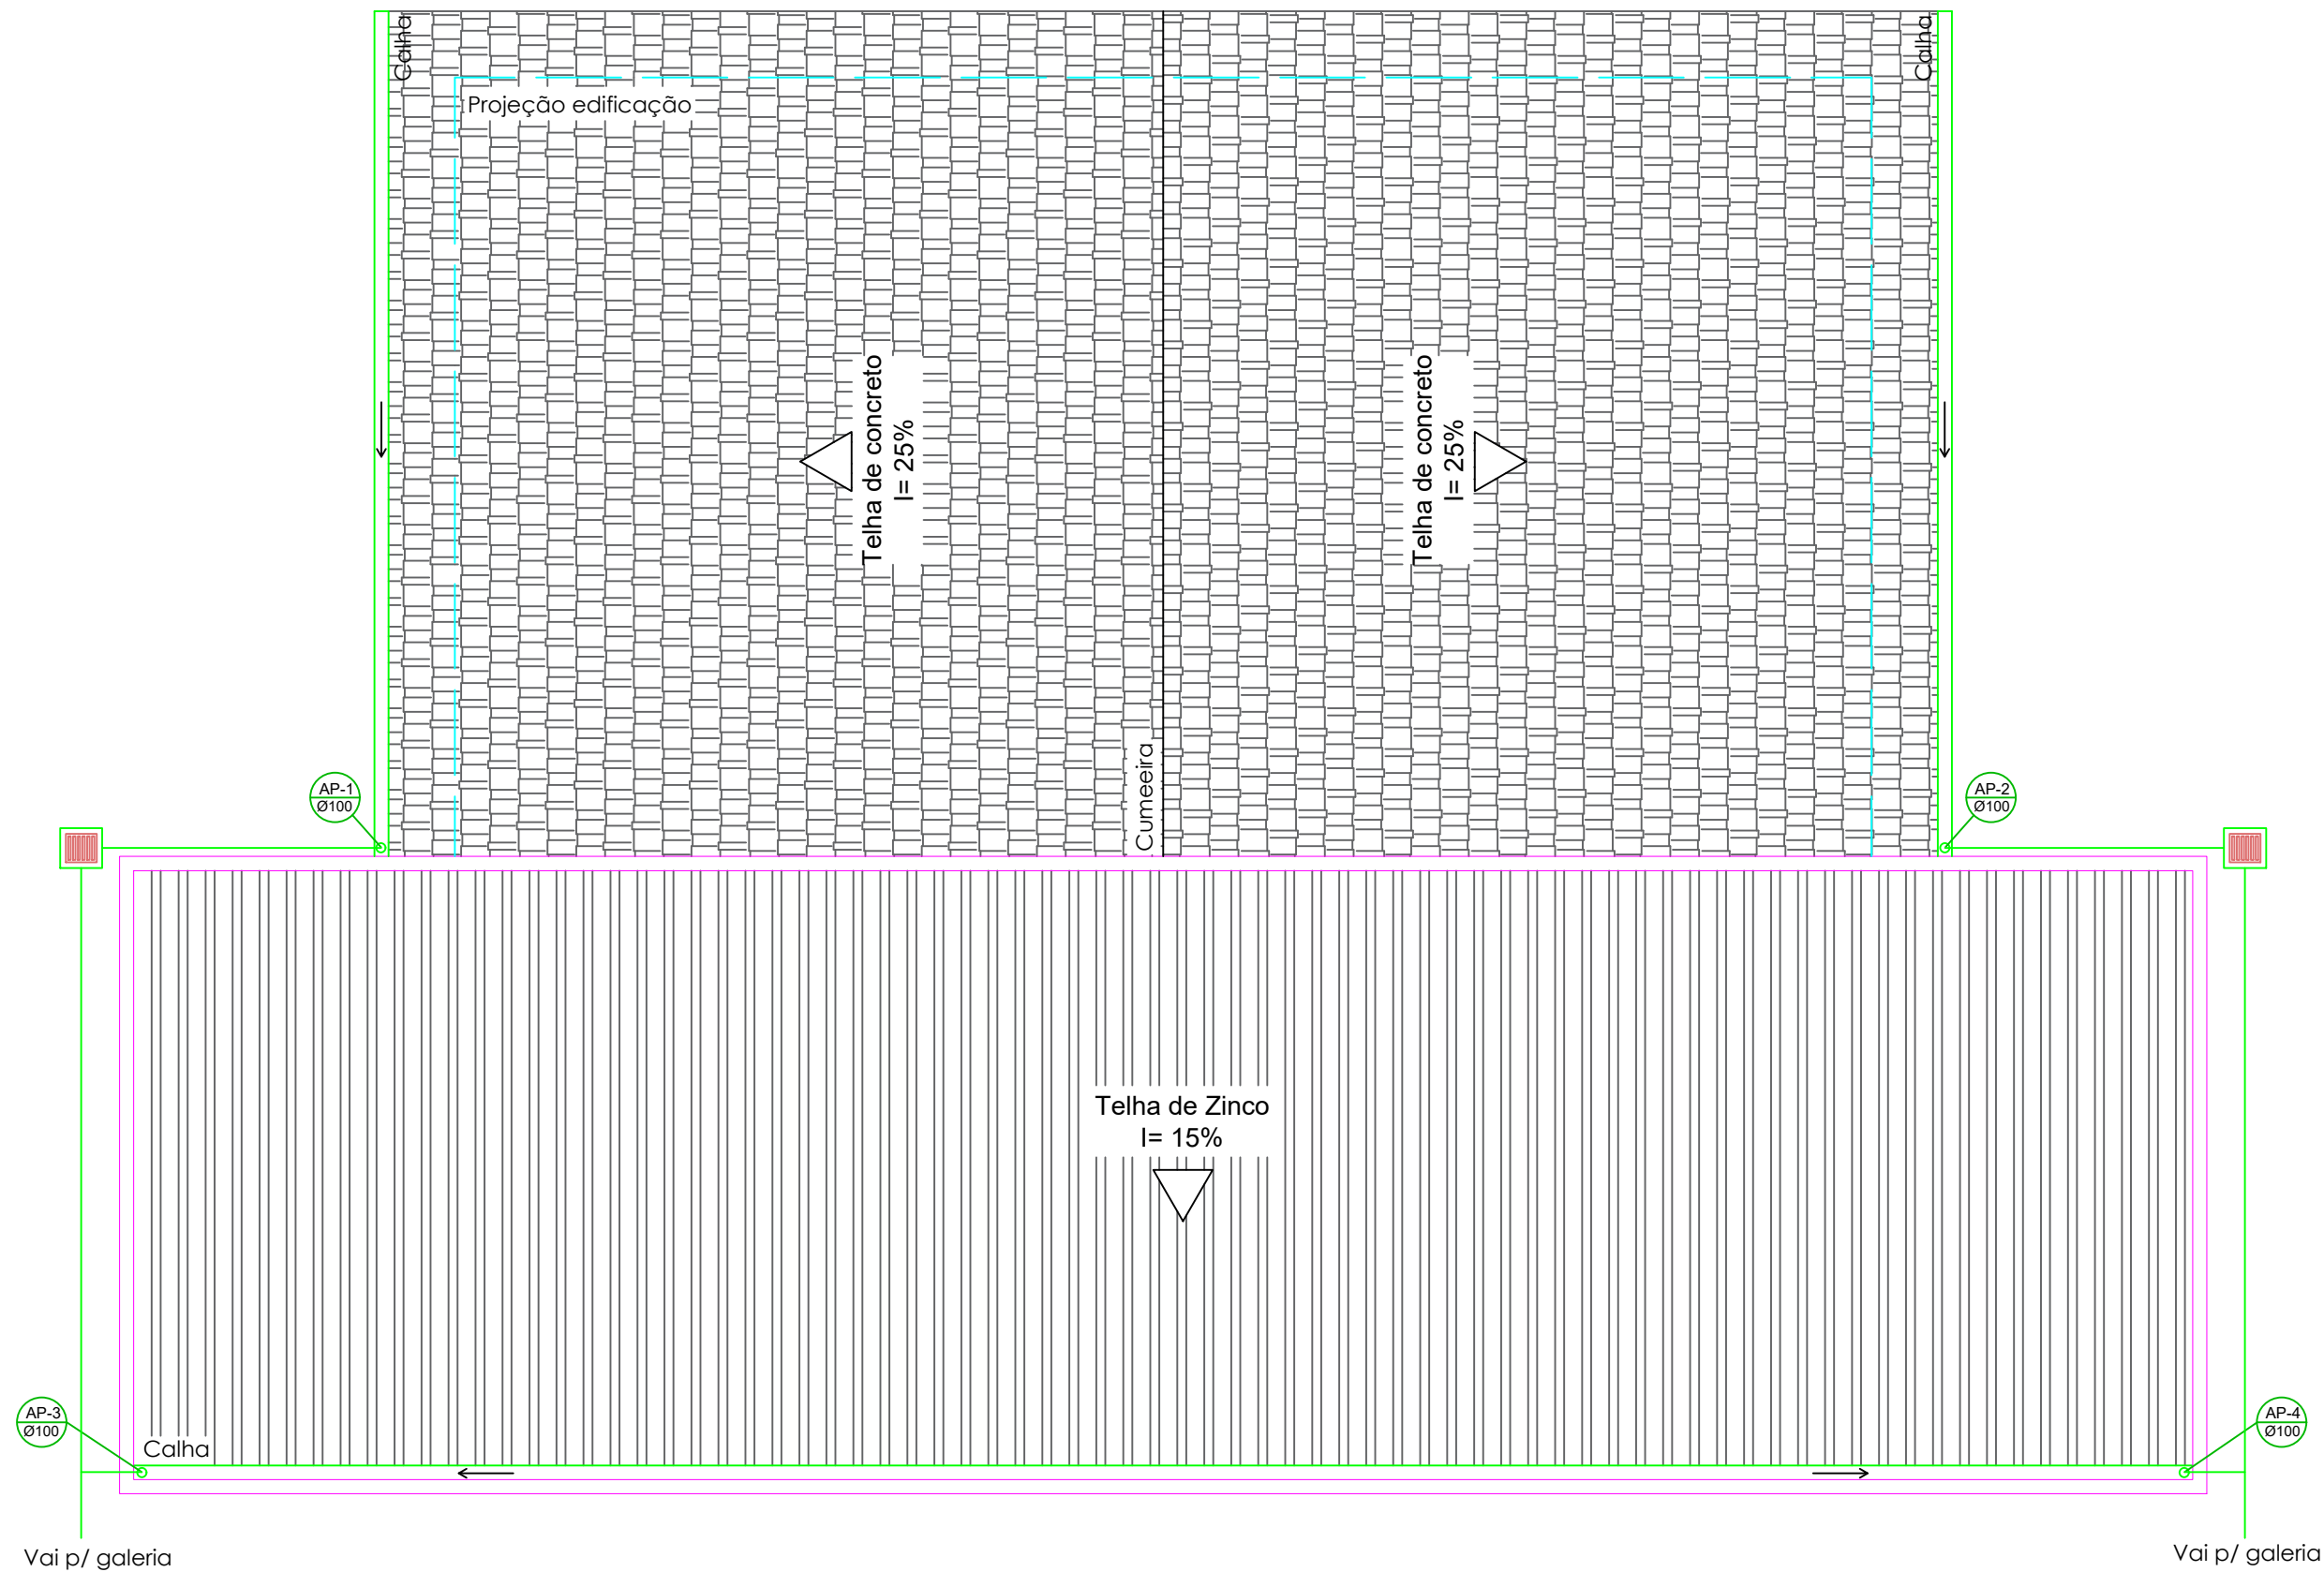 Calha
Calha
Projeção edificação
Telha de concreto
I= 25%
Telha de concreto
I= 25%
Cumeeira
AP-1
Ø100
AP-2
Ø100
Telha de Zinco
I= 15%
AP-3
Ø100
Calha
AP-4
Ø100
Vai p/ galeria
Vai p/ galeria